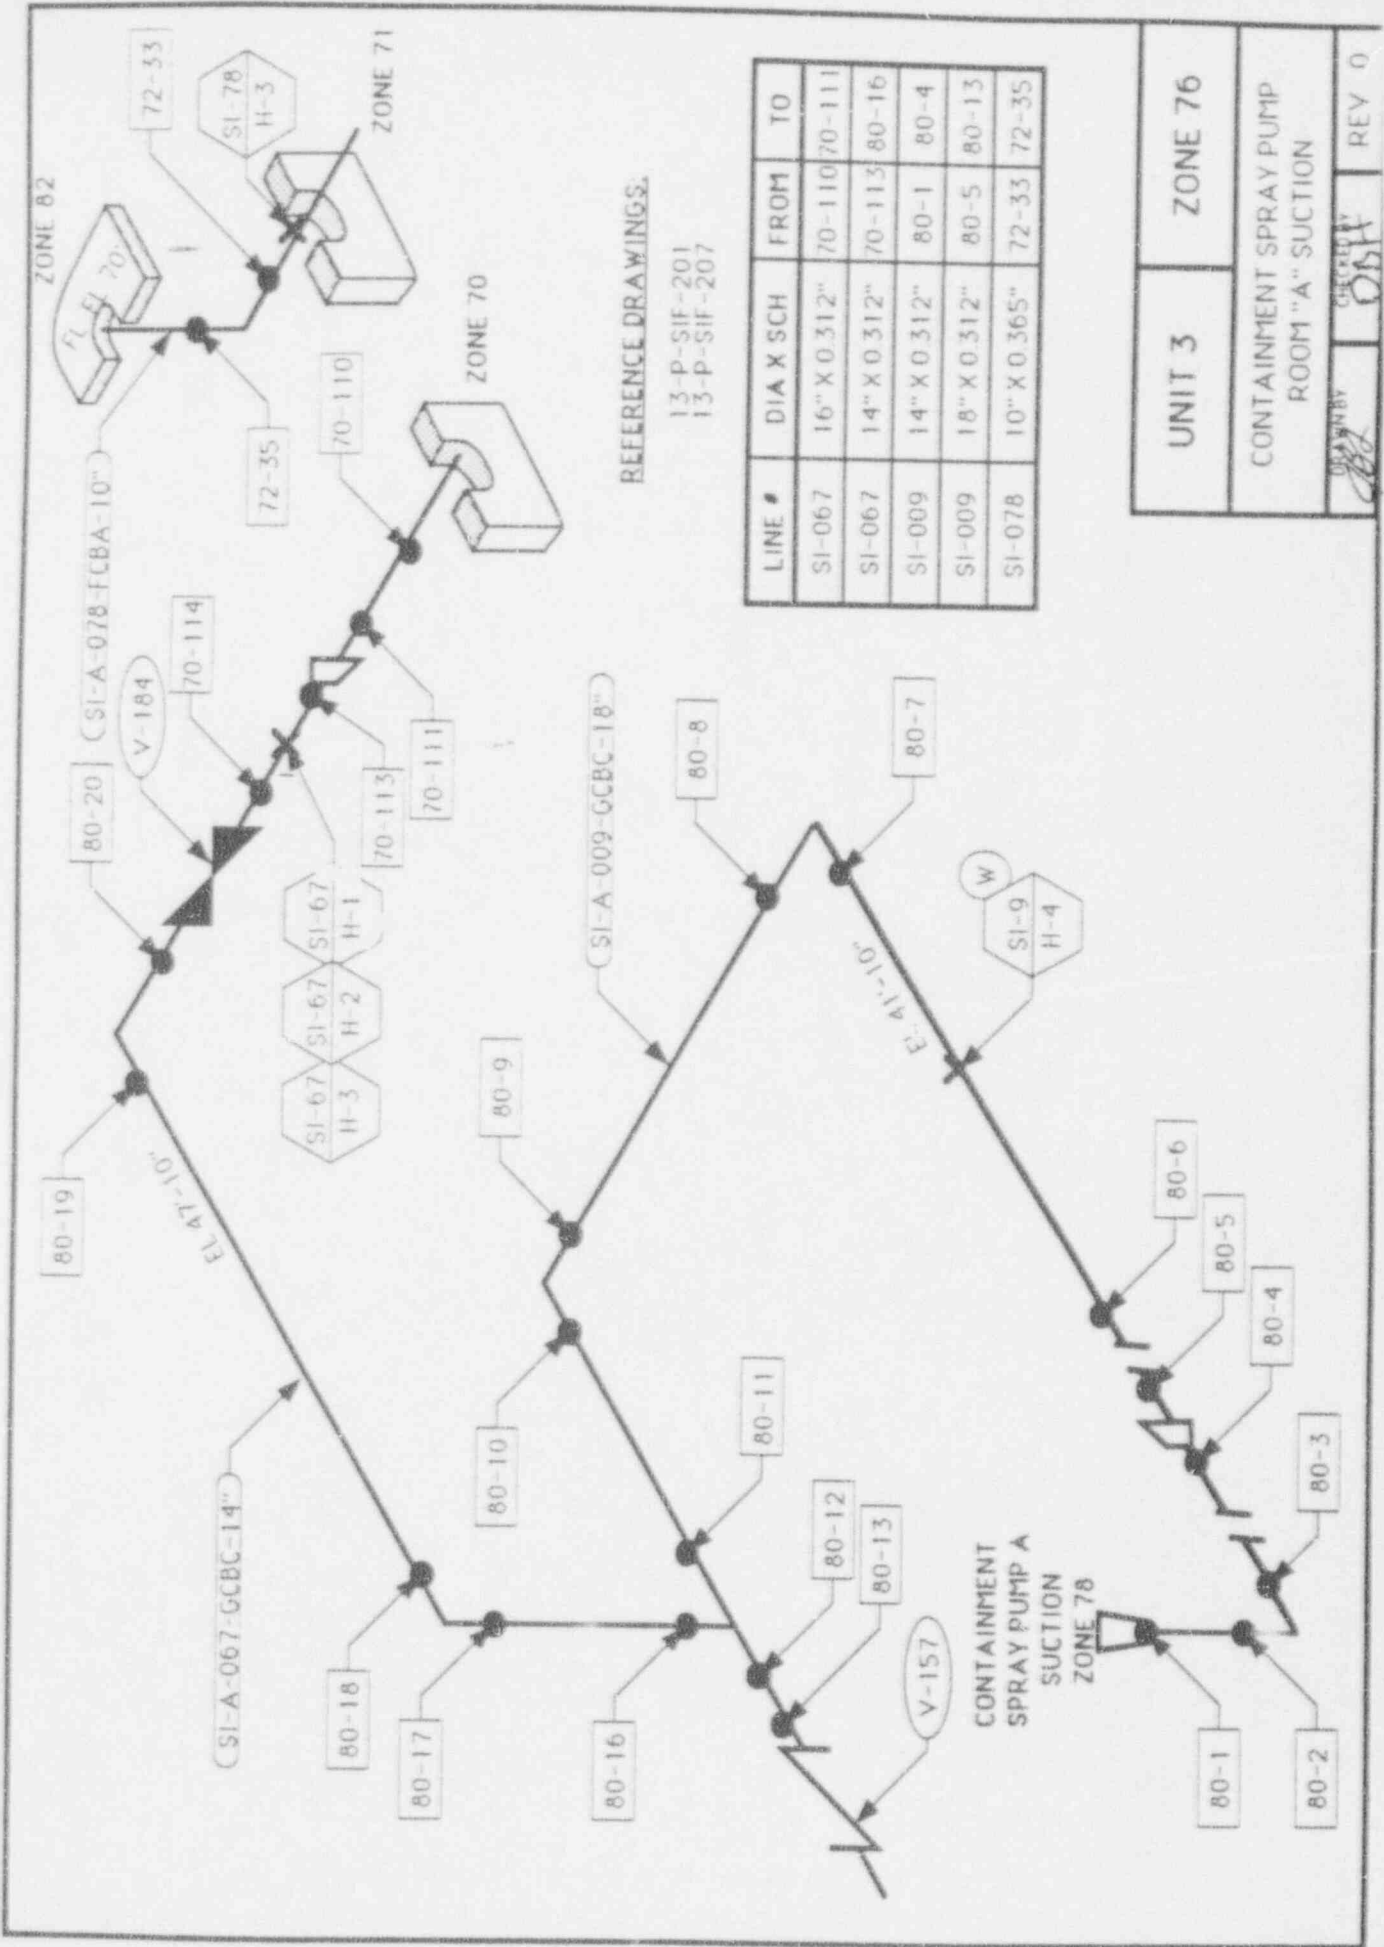 ZONE 82
FL EL 70'
72-33
SI-78
H-3
ZONE 71
SI-A-078-FCBA-10"
72-35
70-110
ZONE 70
V-184
70-114
80-20
70-113
70-111
SI-67
H-3
SI-67
H-2
SI-67
H-1
80-19
EL 47'-10"
SI-A-067-GCBC-14"
80-18
80-17
80-16
80-9
80-10
80-11
80-12
80-13
V-157
SI-A-009-GCBC-18"
80-8
80-7
W
SI-9
H-4
EL 41'-10"
80-6
80-5
80-4
80-3
CONTAINMENT
SPRAY PUMP A
SUCTION
ZONE 78
80-1
80-2
REFERENCE DRAWINGS:
13-P-SIF-201
13-P-SIF-207
LINE # DIA X SCH FROM TO
SI-067 16" X 0.312" 70-110 70-111
SI-067 14" X 0.312" 70-113 80-16
SI-009 14" X 0.312" 80-1 80-4
SI-009 18" X 0.312" 80-5 80-13
SI-078 10" X 0.365" 72-33 72-35
UNIT 3 ZONE 76
CONTAINMENT SPRAY PUMP
ROOM "A" SUCTION
DRAWN BY CHECKED BY REV 0